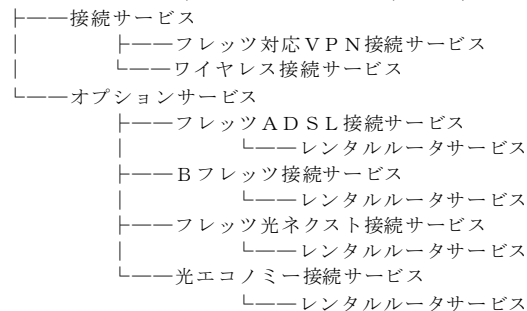 ├――接続サービス
│　　　├――フレッツ対応ＶＰＮ接続サービス
│　　　└――ワイヤレス接続サービス
└――オプションサービス
　　　　├――フレッツＡＤＳＬ接続サービス
　　　　│　　　　└――レンタルルータサービス
　　　　├――Ｂフレッツ接続サービス
　　　　│　　　　└――レンタルルータサービス
　　　　├――フレッツ光ネクスト接続サービス
　　　　│　　　　└――レンタルルータサービス
　　　　└――光エコノミー接続サービス
　　　　　　　　　└――レンタルルータサービス